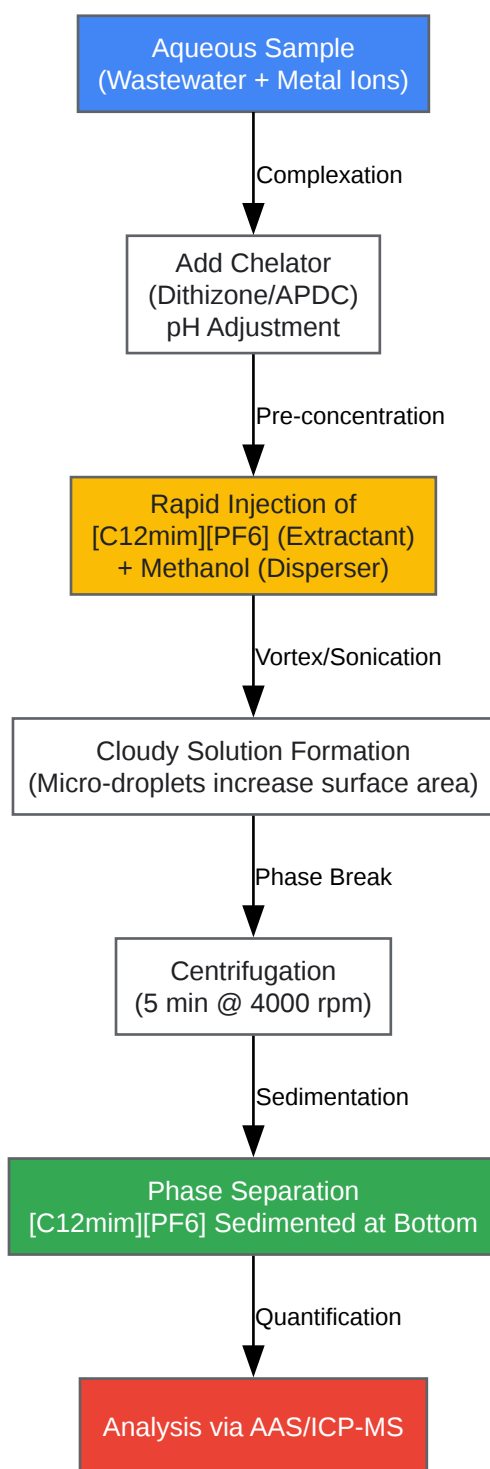 Aqueous Sample
(Wastewater + Metal Ions)
Complexation
Add Chelator
(Dithizone/APDC)
pH Adjustment
Pre-concentration
Rapid Injection of
[C12mim][PF6] (Extractant)
+ Methanol (Disperser)
Vortex/Sonication
Cloudy Solution Formation
(Micro-droplets increase surface area)
Phase Break
Centrifugation
(5 min @ 4000 rpm)
Sedimentation
Phase Separation
[C12mim][PF6] Sedimented at Bottom
Quantification
Analysis via AAS/ICP-MS